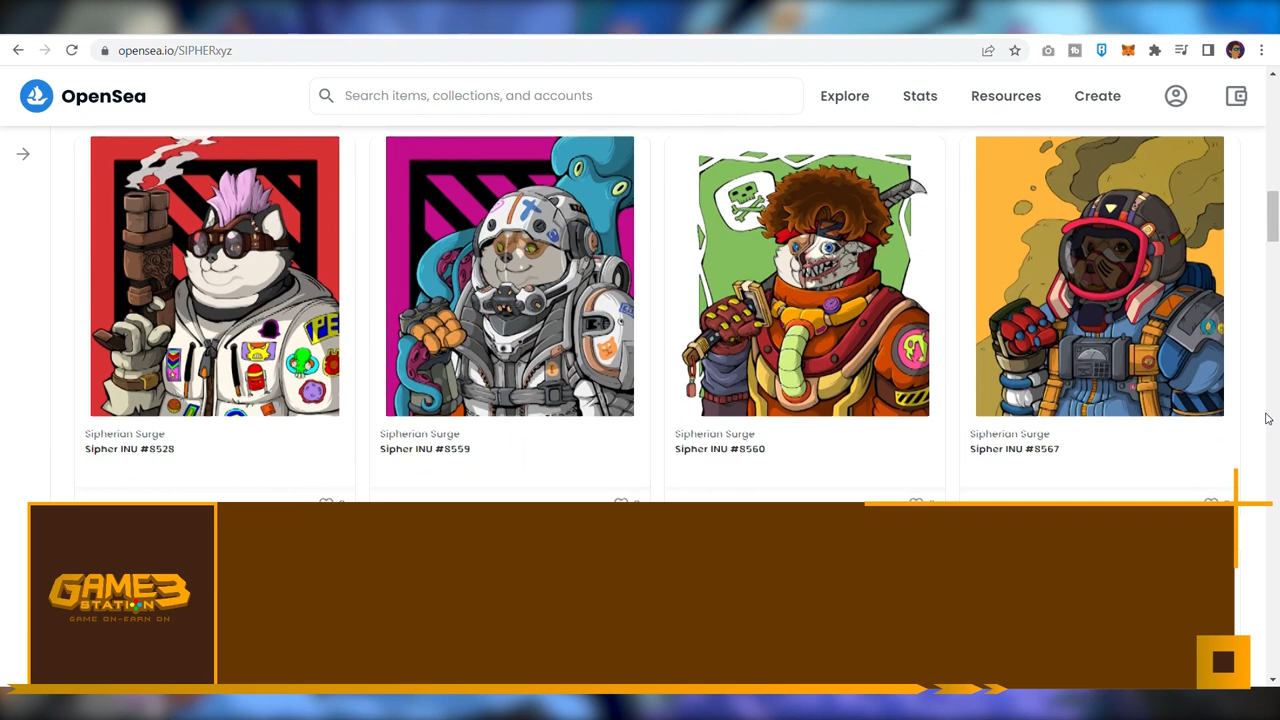 opensea.io/SIPHERxyz
OpenSea
Search items, collections, and accounts
Explore
Stats
Resources
Create
PE
Sipherian Surge
Sipher INU #8528
Sipherian Surge
Sipher INU #8559
Sipherian Surge
Sipher INU #8560
Sipherian Surge
Sipher INU #8567
GAME3
STATION
GAME ON-EARN ON